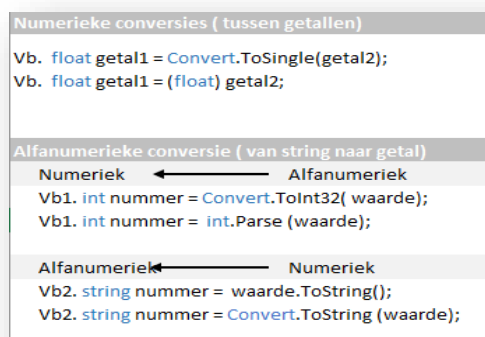 Numerieke conversies ( tussen getallen)
Vb. float getal1 = Convert.ToSingle(getal2);
Vb. float getal1 = (float) getal2;
Alfanumerieke conversie ( van string naar getal)
Numeriek Alfanumeriek
Vb1. int nummer = Convert.ToInt32( waarde);
Vb1. int nummer = int.Parse (waarde);
Alfanumeriek Numeriek
Vb2. string nummer = waarde.ToString();
Vb2. string nummer = Convert.ToString (waarde);